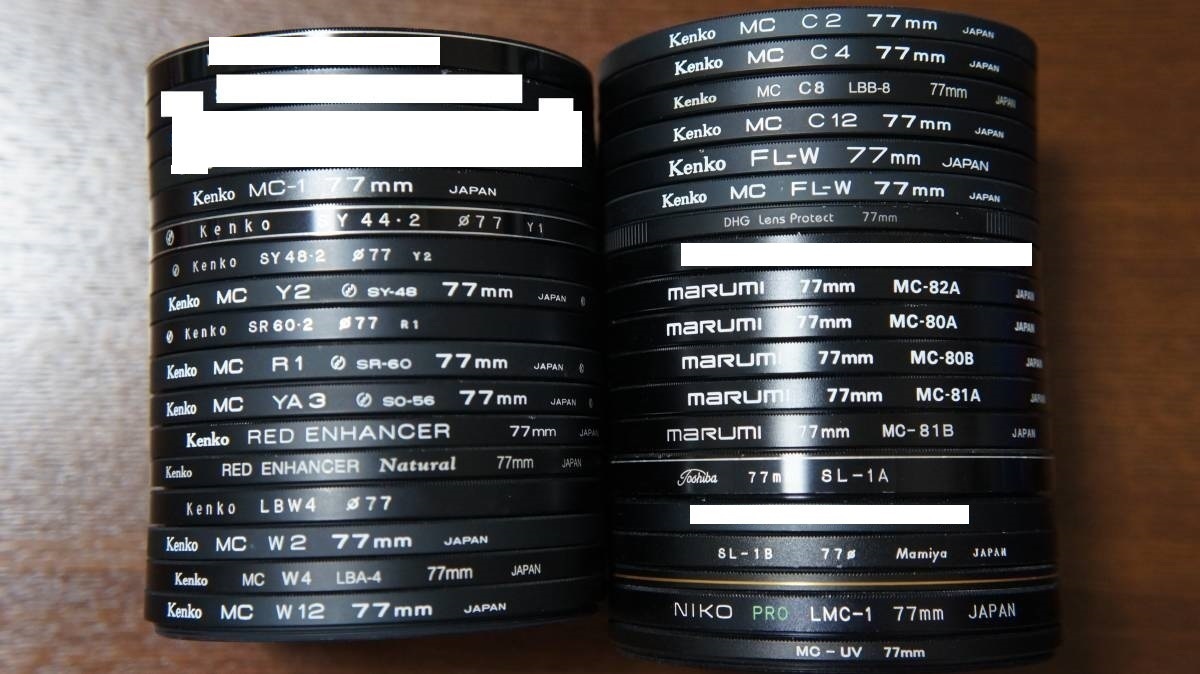 Kenko MC-1 77mm JAPAN
Kenko SY 44·2 ø77 Y1
Kenko SY48·2 ø77 Y2
Kenko MC Y2 SY-48 77mm JAPAN
Kenko SR60·2 ø77 R1
Kenko MC R1 SR-60 77mm JAPAN
Kenko MC YA3 SO-56 77mm JAPAN
Kenko RED ENHANCER 77mm JAPAN
Kenko RED ENHANCER Natural 77mm JAPAN
Kenko LBW4 ø77
Kenko MC W2 77mm JAPAN
Kenko MC W4 LBA-4 77mm JAPAN
Kenko MC W12 77mm JAPAN
Kenko MC C2 77mm JAPAN
Kenko MC C4 77mm JAPAN
Kenko MC C8 LBB-8 77mm JAPAN
Kenko MC C12 77mm JAPAN
Kenko FL-W 77mm JAPAN
Kenko MC FL-W 77mm JAPAN
DHG Lens Protect 77mm
marumi 77mm MC-82A JAPAN
marumi 77mm MC-80A JAPAN
marumi 77mm MC-80B JAPAN
marumi 77mm MC-81A JAPAN
marumi 77mm MC-81B JAPAN
Toshiba 77m SL-1A
SL-1B 77ø Mamiya JAPAN
NIKO PRO LMC-1 77mm JAPAN
MC-UV 77mm